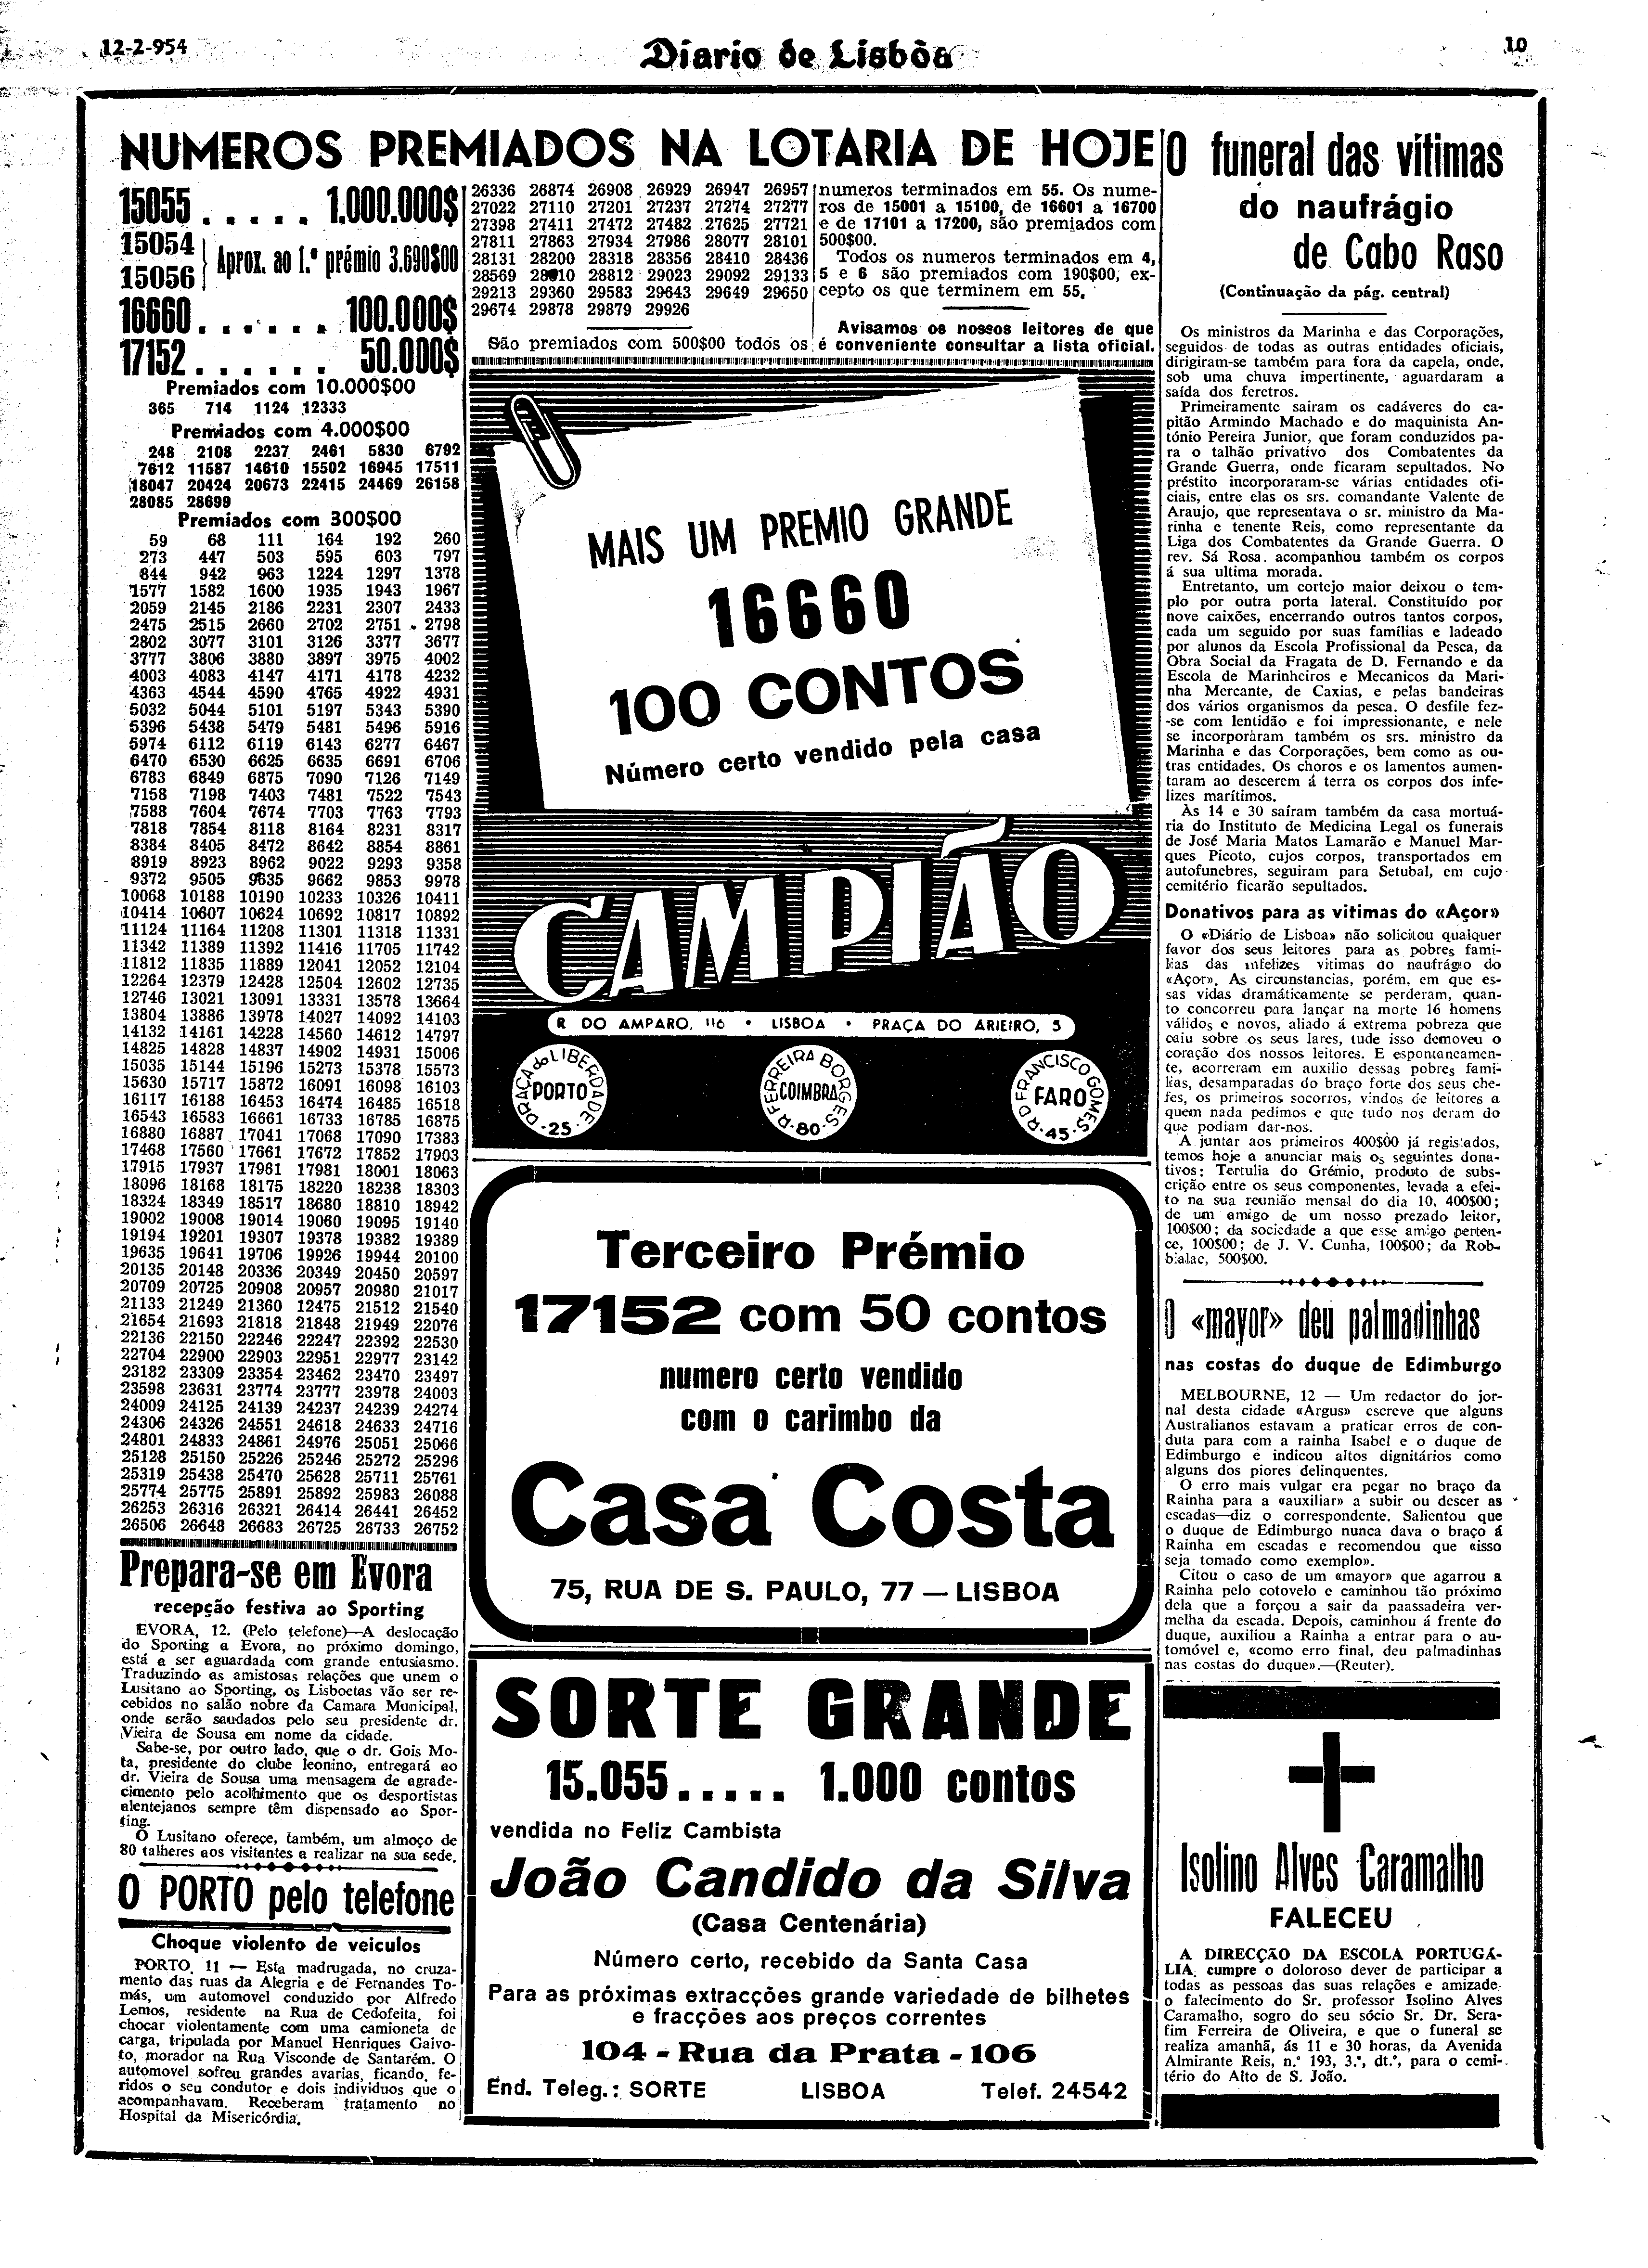 12-2-954
Diario de Lisbôa
10
NUMEROS PREMIADOS NA LOTARIA DE HOJE
15055 . . . . . 1.000.000$
15054
15056
Aprox. ao 1.º prémio 3.690$00
16660 . . . . . . 100.000$
17152 . . . . . . 50.000$
Premiados com 10.000$00
365 714 1124 12333
Premiados com 4.000$00
248 2108 2237 2461 5830 6792
7612 11587 14610 15502 16945 17511
18047 20424 20673 22415 24469 26158
28085 28699
Premiados com 300$00
59 68 111 164 192 260
273 447 503 595 603 797
844 942 963 1224 1297 1378
1577 1582 1600 1935 1943 1967
2059 2145 2186 2231 2307 2433
2475 2515 2660 2702 2751 2798
2802 3077 3101 3126 3377 3677
3777 3806 3880 3897 3975 4002
4003 4083 4147 4171 4178 4232
4363 4544 4590 4765 4922 4931
5032 5044 5101 5197 5343 5390
5396 5438 5479 5481 5496 5916
5974 6112 6119 6143 6277 6467
6470 6530 6625 6635 6691 6706
6783 6849 6875 7090 7126 7149
7158 7198 7403 7481 7522 7543
7588 7604 7674 7703 7763 7793
7818 7854 8118 8164 8231 8317
8384 8405 8472 8642 8854 8861
8919 8923 8962 9022 9293 9358
9372 9505 9635 9662 9853 9978
10068 10188 10190 10233 10326 10411
10414 10607 10624 10692 10817 10892
11124 11164 11208 11301 11318 11331
11342 11389 11392 11416 11705 11742
11812 11835 11889 12041 12052 12104
12264 12379 12428 12504 12602 12735
12746 13021 13091 13331 13578 13664
13804 13886 13978 14027 14092 14103
14132 14161 14228 14560 14612 14797
14825 14828 14837 14902 14931 15006
15035 15144 15196 15273 15378 15573
15630 15717 15872 16091 16098 16103
16117 16188 16453 16474 16485 16518
16543 16583 16661 16733 16785 16875
16880 16887 17041 17068 17090 17383
17468 17560 17661 17672 17852 17903
17915 17937 17961 17981 18001 18063
18096 18168 18175 18220 18238 18303
18324 18349 18517 18680 18810 18942
19002 19008 19014 19060 19095 19140
19194 19201 19307 19378 19382 19389
19635 19641 19706 19926 19944 20100
20135 20148 20336 20349 20450 20597
20709 20725 20908 20957 20980 21017
21133 21249 21360 12475 21512 21540
21654 21693 21818 21848 21949 22076
22136 22150 22246 22247 22392 22530
22704 22900 22903 22951 22977 23142
23182 23309 23354 23462 23470 23497
23598 23631 23774 23777 23978 24003
24009 24125 24139 24237 24239 24274
24306 24326 24551 24618 24633 24716
24801 24833 24861 24976 25051 25066
25128 25150 25226 25246 25272 25296
25319 25438 25470 25628 25711 25761
25774 25775 25891 25892 25983 26088
26253 26316 26321 26414 26441 26452
26506 26648 26683 26725 26733 26752
26336 26874 26908 26929 26947 26957
27022 27110 27201 27237 27274 27277
27398 27411 27472 27482 27625 27721
27811 27863 27934 27986 28077 28101
28131 28200 28318 28356 28410 28436
28569 28812 29023 29092 29133
29213 29360 29583 29643 29649 29650
29674 29878 29879 29926
São premiados com 500$00 todos os
numeros terminados em 55. Os nume-
ros de 15001 a 15100, de 16601 a 16700
e de 17101 a 17200, são premiados com
500$00.
Todos os numeros terminados em 4,
5 e 6 são premiados com 190$00, ex-
cepto os que terminem em 55.
Avisamos os nossos leitores de que
é conveniente consultar a lista oficial.
Prepara-se em Evora
recepção festiva ao Sporting
EVORA, 12. (Pelo telefone)—A deslocação
do Sporting a Evora, no próximo domingo,
está a ser aguardada com grande entusiasmo.
Traduzindo as amistosas relações que unem o
Lusitano ao Sporting, os Lisboetas vão ser re-
cebidos no salão nobre da Camara Municipal,
onde serão saudados pelo seu presidente dr.
Vieira de Sousa em nome da cidade.
Sabe-se, por outro lado, que o dr. Gois Mo-
ta, presidente do clube leonino, entregará ao
dr. Vieira de Sousa uma mensagem de agrade-
cimento pelo acolhimento que os desportistas
alentejanos sempre têm dispensado ao Spor-
ting.
O Lusitano oferece, também, um almoço de
80 talheres aos visitantes a realizar na sua sede.
O PORTO pelo telefone
Choque violento de veiculos
PORTO, 11 — Esta madrugada, no cruza-
mento das ruas da Alegria e de Fernandes To-
más, um automovel conduzido por Alfredo
Lemos, residente na Rua de Cedofeita, foi
chocar violentamente com uma camioneta de
carga, tripulada por Manuel Henriques Gaivo-
to, morador na Rua Visconde de Santarém. O
automovel sofreu grandes avarias, ficando, fe-
ridos o seu condutor e dois individuos que o
acompanhavam. Receberam tratamento no
Hospital da Misericórdia.
MAIS UM PREMIO GRANDE
16660
100 CONTOS
Número certo vendido pela casa
CAMPIÃO
R DO AMPARO, 116 • LISBOA • PRAÇA DO ARIEIRO, 5
PRAÇA do LIBERDADE - 25 - PORTO
R. FERREIRA BORGES - 80 - COIMBRA
R D FRANCISCO GOMES - 45 - FARO
Terceiro Prémio
17152 com 50 contos
numero certo vendido
com o carimbo da
Casa Costa
75, RUA DE S. PAULO, 77 — LISBOA
SORTE GRANDE
15.055 . . . . . 1.000 contos
vendida no Feliz Cambista
João Candido da Silva
(Casa Centenária)
Número certo, recebido da Santa Casa
Para as próximas extracções grande variedade de bilhetes
e fracções aos preços correntes
104 - Rua da Prata - 106
End. Teleg.: SORTE LISBOA Telef. 24542
O funeral das vítimas
do naufrágio
de Cabo Raso
(Continuação da pág. central)
Os ministros da Marinha e das Corporações,
seguidos de todas as outras entidades oficiais,
dirigiram-se também para fora da capela, onde,
sob uma chuva impertinente, aguardaram a
saída dos feretros.
Primeiramente sairam os cadáveres do ca-
pitão Armindo Machado e do maquinista An-
tónio Pereira Junior, que foram conduzidos pa-
ra o talhão privativo dos Combatentes da
Grande Guerra, onde ficaram sepultados. No
préstito incorporaram-se várias entidades ofi-
ciais, entre elas os srs. comandante Valente de
Araujo, que representava o sr. ministro da Ma-
rinha e tenente Reis, como representante da
Liga dos Combatentes da Grande Guerra. O
rev. Sá Rosa. acompanhou também os corpos
á sua ultima morada.
Entretanto, um cortejo maior deixou o tem-
plo por outra porta lateral. Constituído por
nove caixões, encerrando outros tantos corpos,
cada um seguido por suas famílias e ladeado
por alunos da Escola Profissional da Pesca, da
Obra Social da Fragata de D. Fernando e da
Escola de Marinheiros e Mecanicos da Mari-
nha Mercante, de Caxias, e pelas bandeiras
dos vários organismos da pesca. O desfile fez-
-se com lentidão e foi impressionante, e nele
se incorporàram também os srs. ministro da
Marinha e das Corporações, bem como as ou-
tras entidades. Os choros e os lamentos aumen-
taram ao descerem á terra os corpos dos infe-
lizes marítimos.
Às 14 e 30 saíram também da casa mortuá-
ria do Instituto de Medicina Legal os funerais
de José Maria Matos Lamarão e Manuel Mar-
ques Picoto, cujos corpos, transportados em
autofunebres, seguiram para Setubal, em cujo
cemitério ficarão sepultados.
Donativos para as vitimas do «Açor»
O «Diário de Lisboa» não solicitou qualquer
favor dos seus leitores para as pobres fami-
lias das infelizes vitimas do naufrágio do
«Açor». As circunstancias, porém, em que es-
sas vidas dramáticamente se perderam, quan-
to concorreu para lançar na morte 16 homens
válidos e novos, aliado á extrema pobreza que
caiu sobre os seus lares, tude isso demoveu o
coração dos nossos leitores. E espontaneamen-
te, acorreram em auxilio dessas pobres fami-
lias, desamparadas do braço forte dos seus che-
fes, os primeiros socorros, vindos de leitores a
quem nada pedimos e que tudo nos deram do
que podiam dar-nos.
A juntar aos primeiros 400$00 já registados,
temos hoje a anunciar mais os seguintes dona-
tivos: Tertulia do Grémio, produto de subs-
crição entre os seus componentes, levada a efei-
to na sua reunião mensal do dia 10, 400$00;
de um amigo de um nosso prezado leitor,
100$00; da sociedade a que esse amigo perten-
ce, 100$00; de J. V. Cunha, 100$00; da Rob-
bialac, 500$00.
O «mayor» deu palmadinhas
nas costas do duque de Edimburgo
MELBOURNE, 12 — Um redactor do jor-
nal desta cidade «Argus» escreve que alguns
Australianos estavam a praticar erros de con-
duta para com a rainha Isabel e o duque de
Edimburgo e indicou altos dignitários como
alguns dos piores delinquentes.
O erro mais vulgar era pegar no braço da
Rainha para a «auxiliar» a subir ou descer as
escadas—diz o correspondente. Salientou que
o duque de Edimburgo nunca dava o braço á
Rainha em escadas e recomendou que «isso
seja tomado como exemplo».
Citou o caso de um «mayor» que agarrou a
Rainha pelo cotovelo e caminhou tão próximo
dela que a forçou a sair da paassadeira ver-
melha da escada. Depois, caminhou á frente do
duque, auxiliou a Rainha a entrar para o au-
tomóvel e, «como erro final, deu palmadinhas
nas costas do duque».—(Reuter).
Isolino Alves Caramalho
FALECEU
A DIRECÇÃO DA ESCOLA PORTUGÁ-
LIA, cumpre o doloroso dever de participar a
todas as pessoas das suas relações e amizade
o falecimento do Sr. professor Isolino Alves
Caramalho, sogro do seu sócio Sr. Dr. Sera-
fim Ferreira de Oliveira, e que o funeral se
realiza amanhã, ás 11 e 30 horas, da Avenida
Almirante Reis, n.º 193, 3.º, dt.º, para o cemi-
tério do Alto de S. João.